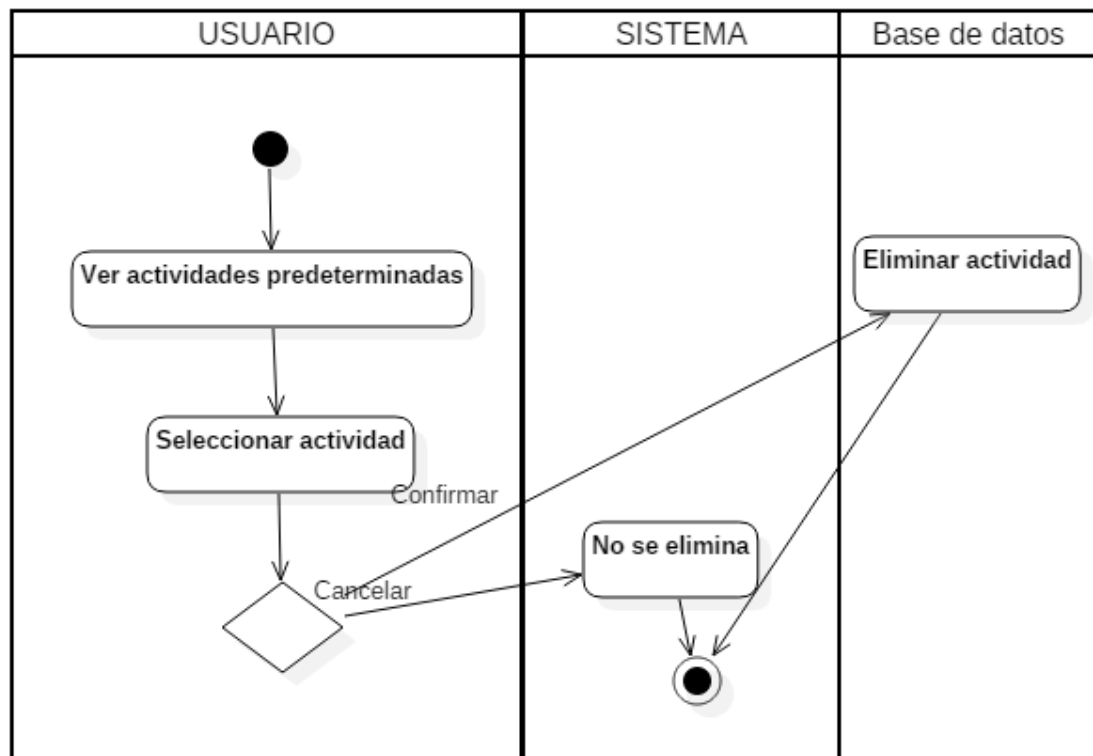 USUARIO
SISTEMA
Base de datos
Ver actividades predeterminadas
Eliminar actividad
Seleccionar actividad
Confirmar
No se elimina
Cancelar